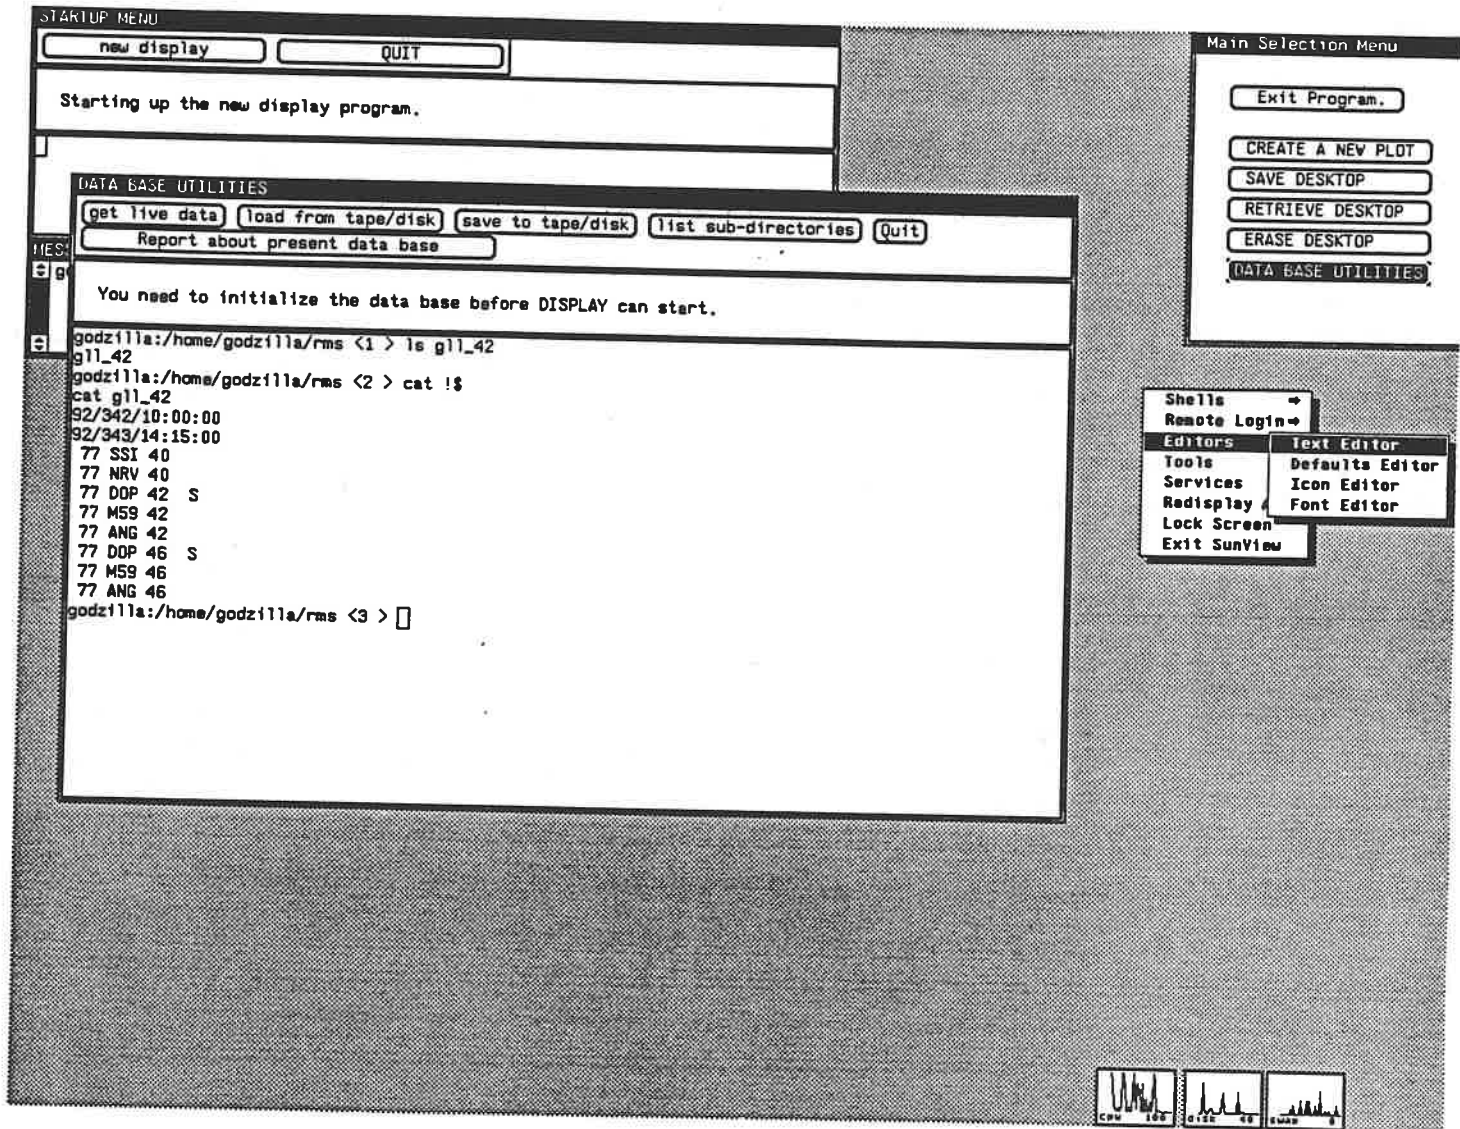 STARTUP MENU
new display
QUIT
Starting up the new display program.
DATA BASE UTILITIES
get live data
load from tape/disk
save to tape/disk
list sub-directories
Quit
Report about present data base
MES
go
You need to initialize the data base before DISPLAY can start.
godzilla:/home/godzilla/rms <1 > ls gll_42
gll_42
godzilla:/home/godzilla/rms <2 > cat !$
cat gll_42
92/342/10:00:00
92/343/14:15:00
77 SSI 40
77 NRV 40
77 DOP 42 S
77 M59 42
77 ANG 42
77 DOP 46 S
77 M59 46
77 ANG 46
godzilla:/home/godzilla/rms <3 >
Main Selection Menu
Exit Program.
CREATE A NEW PLOT
SAVE DESKTOP
RETRIEVE DESKTOP
ERASE DESKTOP
DATA BASE UTILITIES
Shells
Remote Login
Editors
Tools
Services
Redisplay
Lock Screen
Exit SunView
Text Editor
Defaults Editor
Icon Editor
Font Editor
CPU 100
DISK 40
SWAP